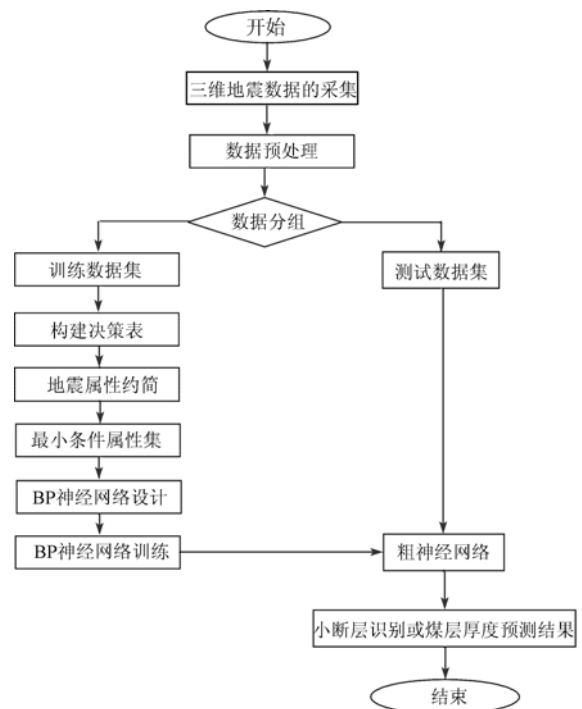 开始
三维地震数据的采集
数据预处理
数据分组
训练数据集
测试数据集
构建决策表
地震属性约简
最小条件属性集
BP神经网络设计
BP神经网络训练
粗神经网络
小断层识别或煤层厚度预测结果
结束